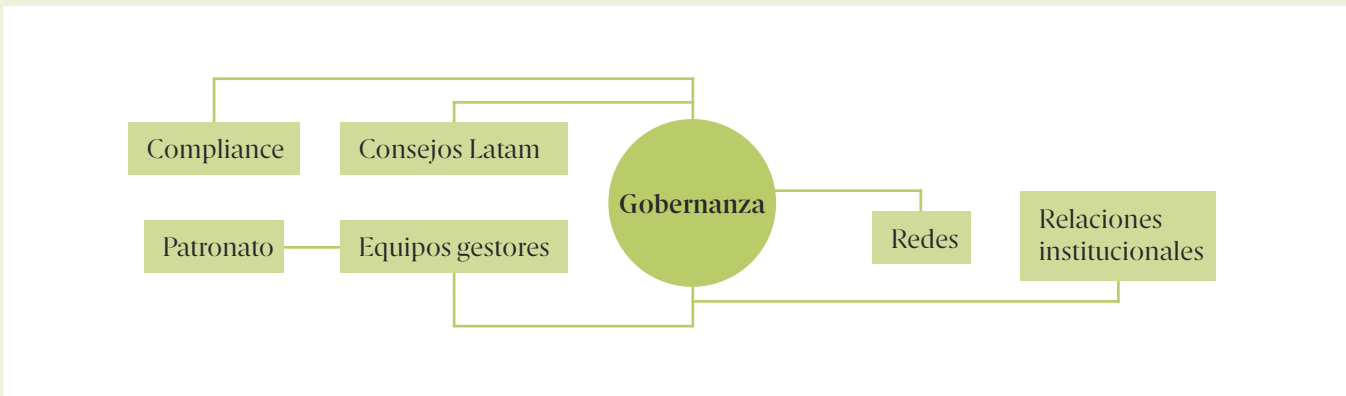 Compliance
Consejos Latam
Gobernanza
Patronato
Equipos gestores
Redes
Relaciones
institucionales